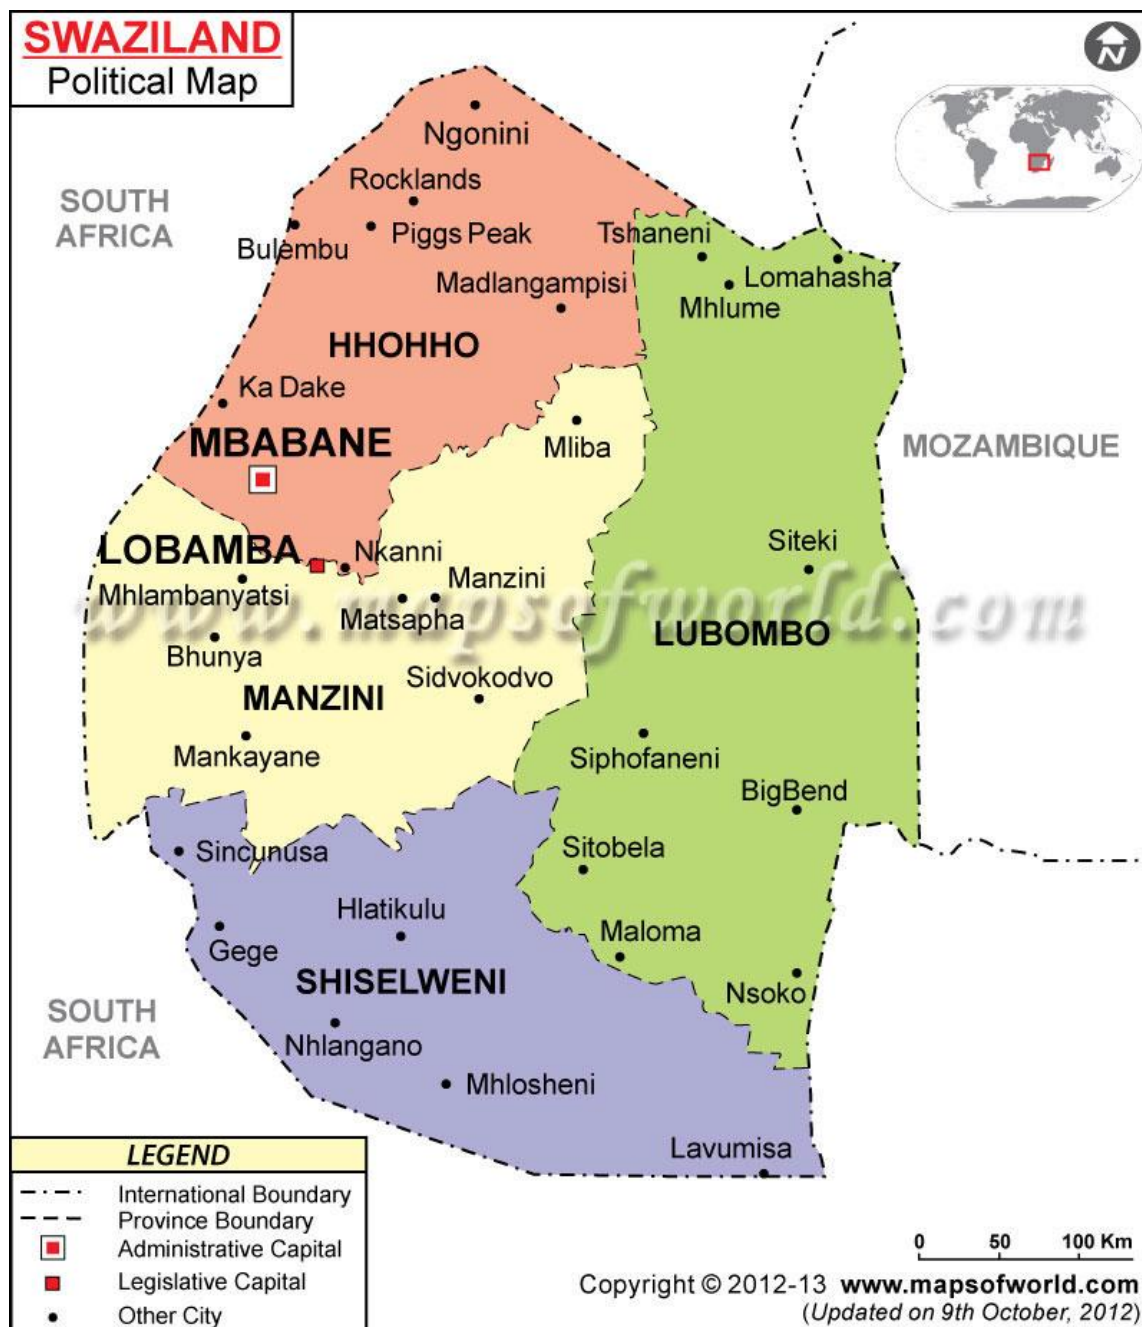 SWAZILAND
Political Map
N
Ngonini
Rocklands
SOUTH
AFRICA
Bulembu
Piggs Peak
Tshaneni
Lomahasha
Madlangampisi
Mhlume
HHOHHO
Ka Dake
MBABANE
Mliba
MOZAMBIQUE
LOBAMBA
Nkanni
Siteki
Mhlambanyatsi
Manzini
Matsapha
www.mapsofworld.com
LUBOMBO
Bhunya
Sidvokodvo
MANZINI
Mankayane
Siphofaneni
BigBend
Sincunusa
Sitobela
Hlatikulu
Gege
Maloma
SHISELWENI
Nsoko
SOUTH
AFRICA
Nhlangano
Mhlosheni
Lavumisa
LEGEND
International Boundary
Province Boundary
Administrative Capital
Legislative Capital
Other City
0 50 100 Km
Copyright © 2012-13 www.mapsofworld.com
(Updated on 9th October, 2012)